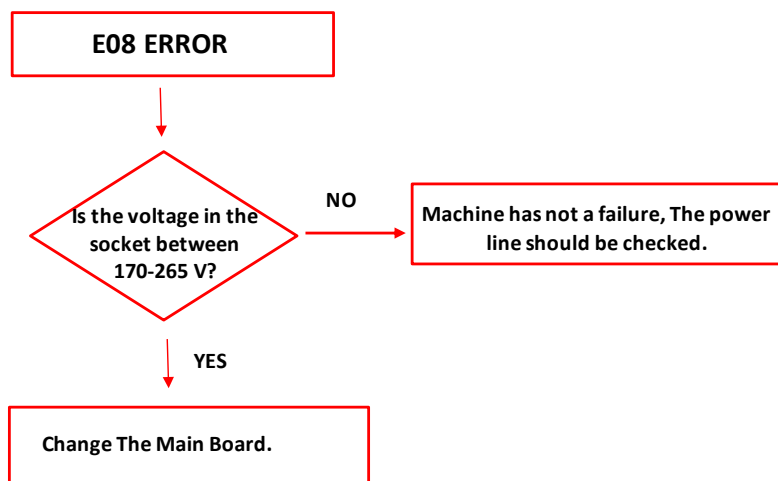 E08 ERROR
Is the voltage in the
socket between
170-265 V?
NO
Machine has not a failure, The power
line should be checked.
YES
Change The Main Board.